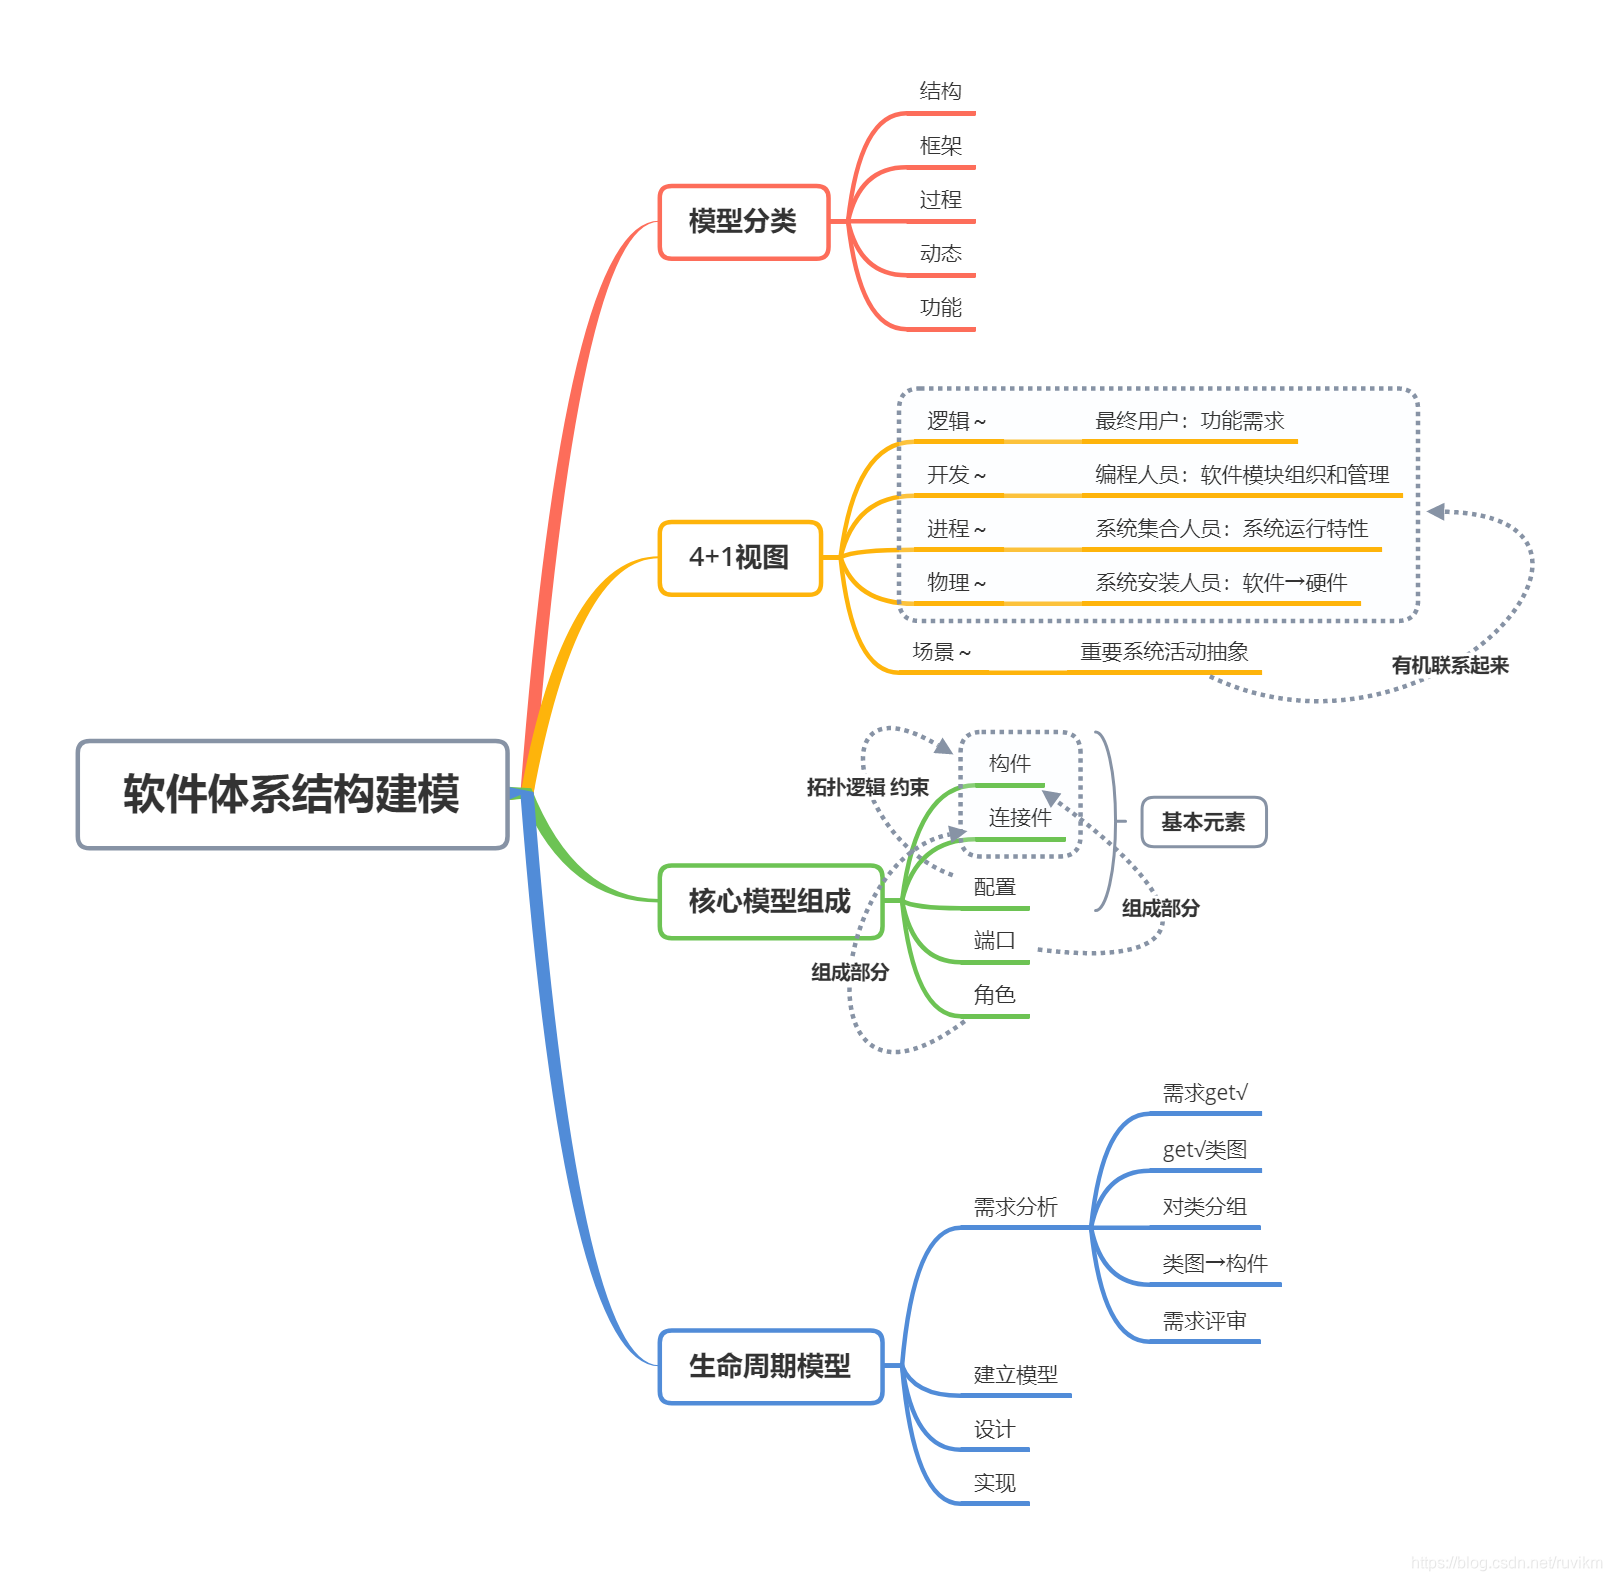 软件体系结构建模
模型分类
结构
框架
过程
动态
功能
4+1视图
逻辑~ 最终用户：功能需求
开发~ 编程人员：软件模块组织和管理
进程~ 系统集合人员：系统运行特性
物理~ 系统安装人员：软件→硬件
场景~ 重要系统活动抽象
有机联系起来
核心模型组成
拓扑逻辑 约束
构件
连接件
配置
端口
角色
基本元素
组成部分
组成部分
生命周期模型
需求分析
需求get√
get√类图
对类分组
类图→构件
需求评审
建立模型
设计
实现
https://blog.csdn.net/ruvikm